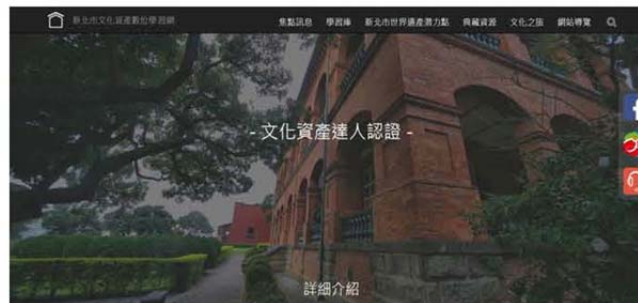 新北市文化資產數位學習網
焦點訊息 學習庫 新北市世界遺產潛力點 典藏資源 文化之旅 網站導覽
- 文化資產達人認證 -
詳細介紹